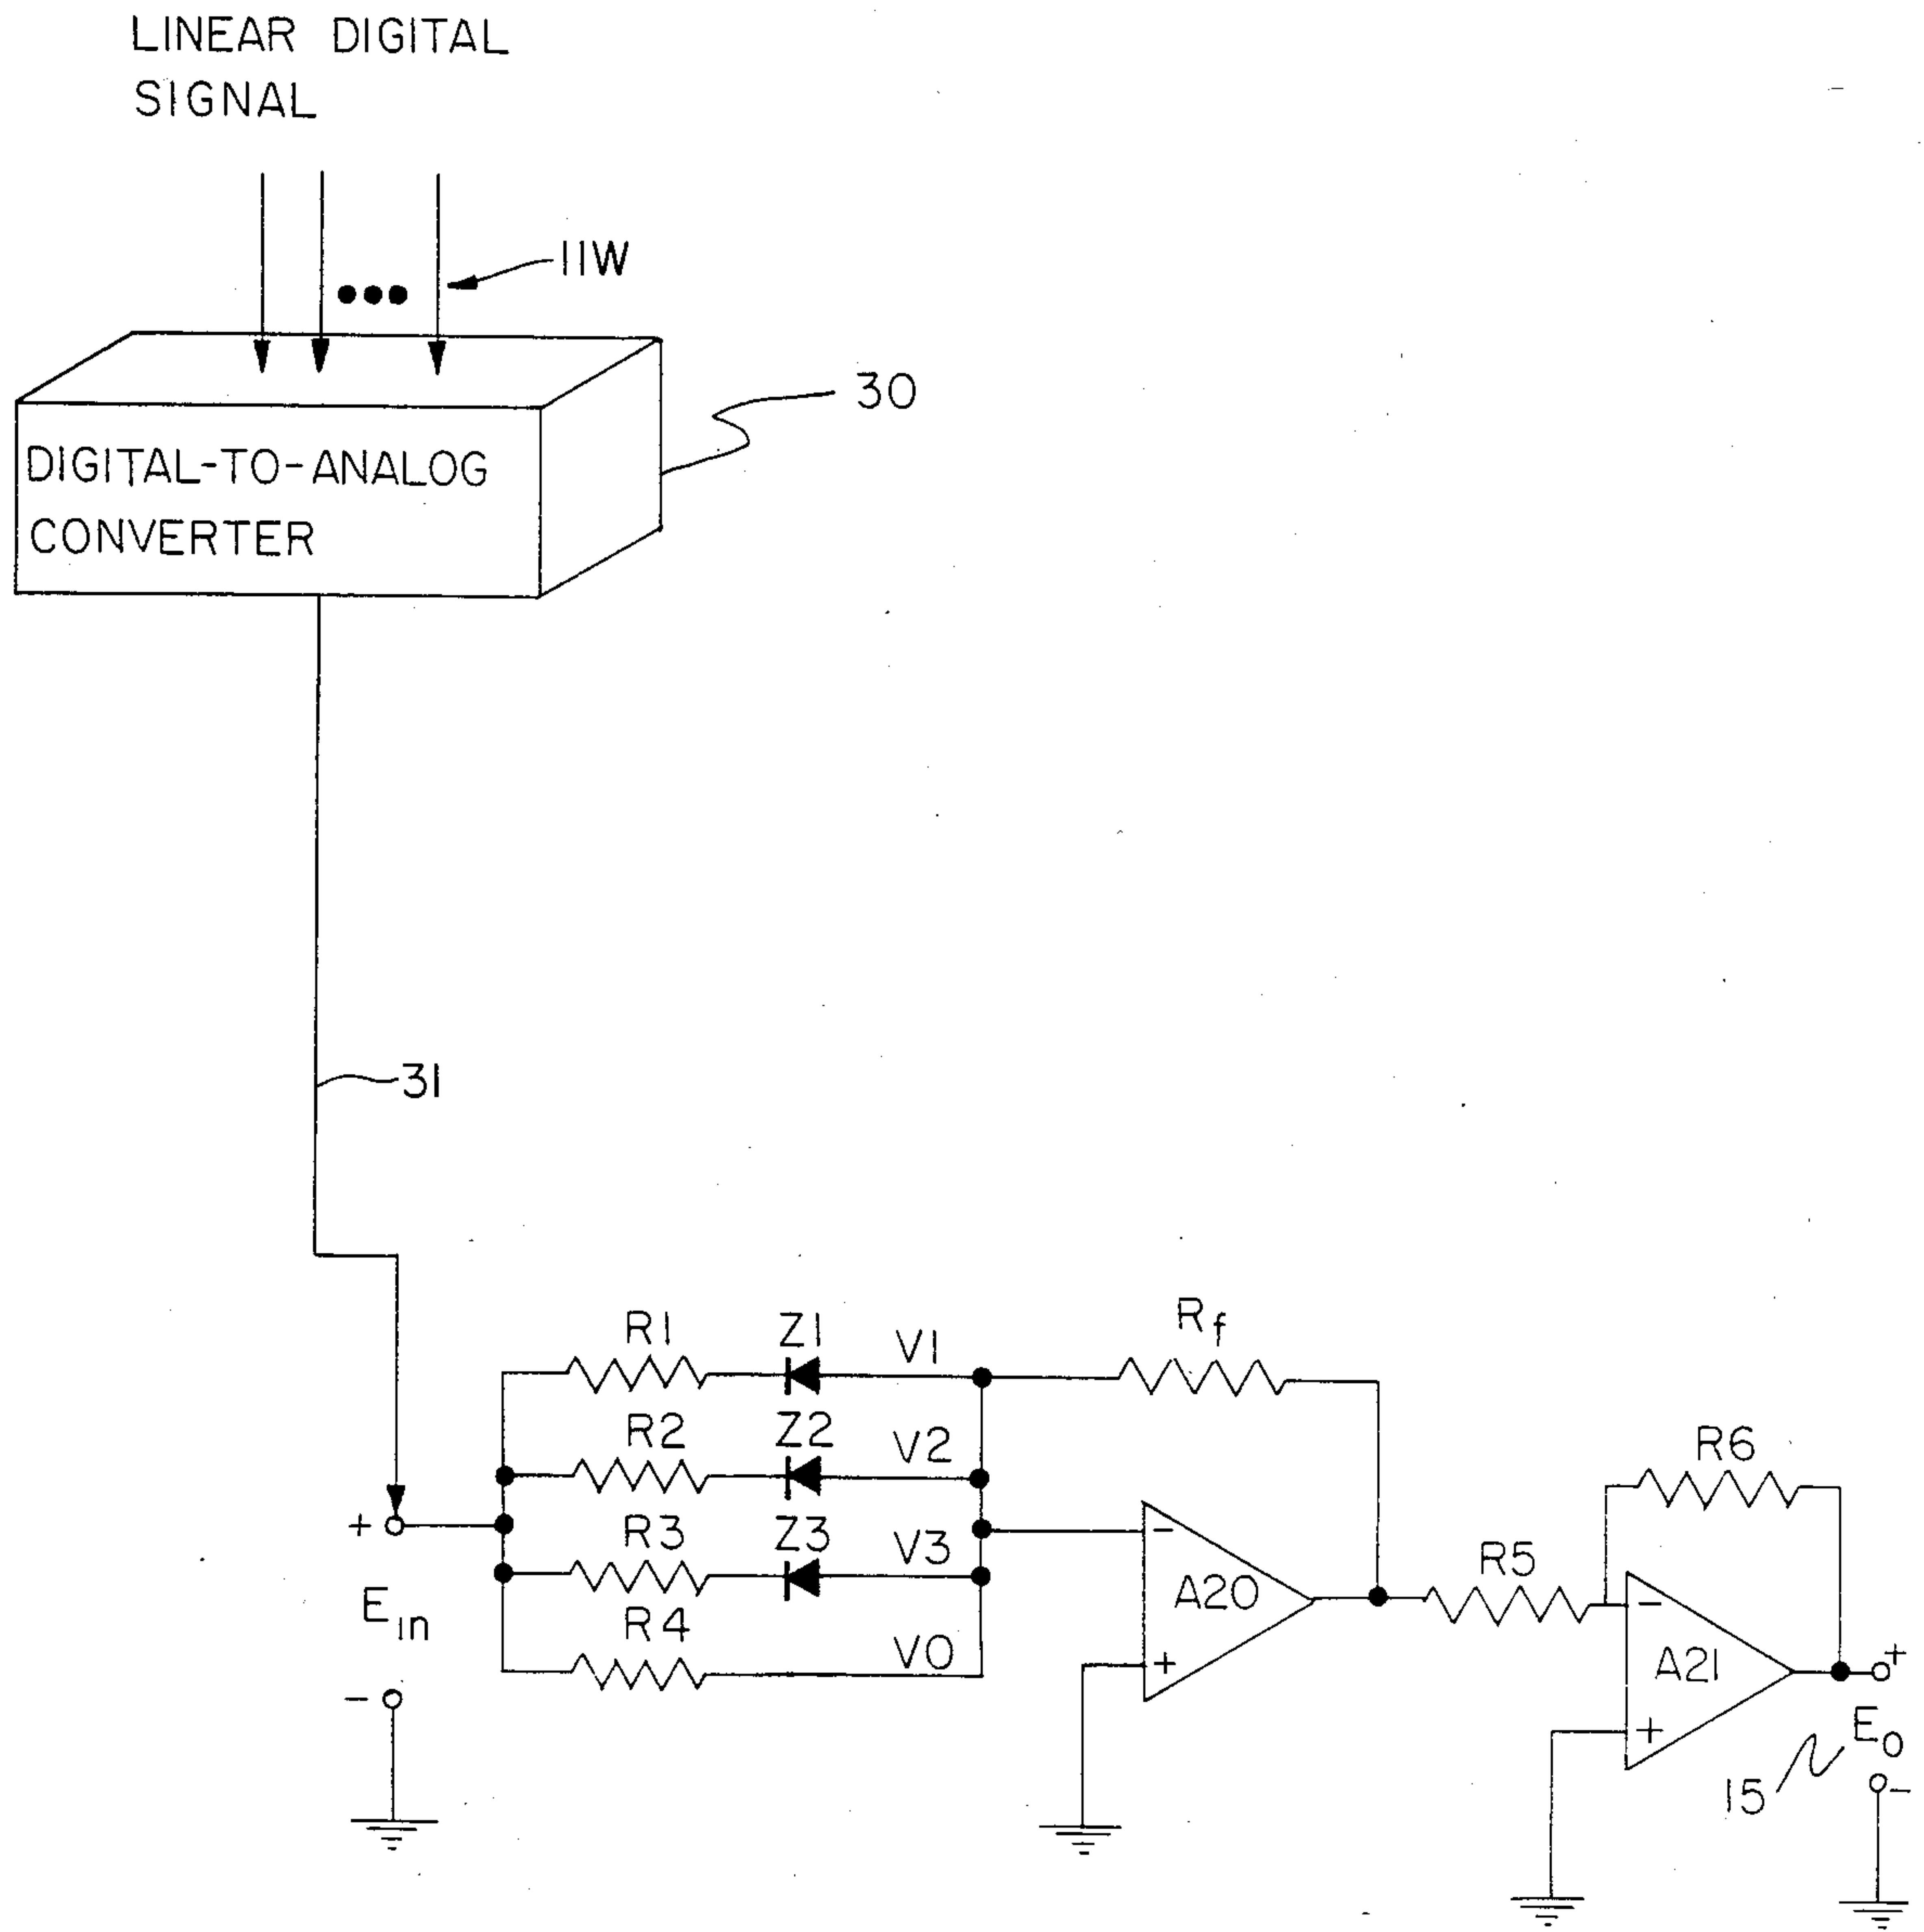 LINEAR DIGITAL
SIGNAL
11W
30
DIGITAL-TO-ANALOG
CONVERTER
31
R1 Z1 V1 Rf
R2 Z2 V2 R6
+ R3 Z3 V3 − R5
Ein A20 −
R4 V0 + A21 +
− + E0
15 −